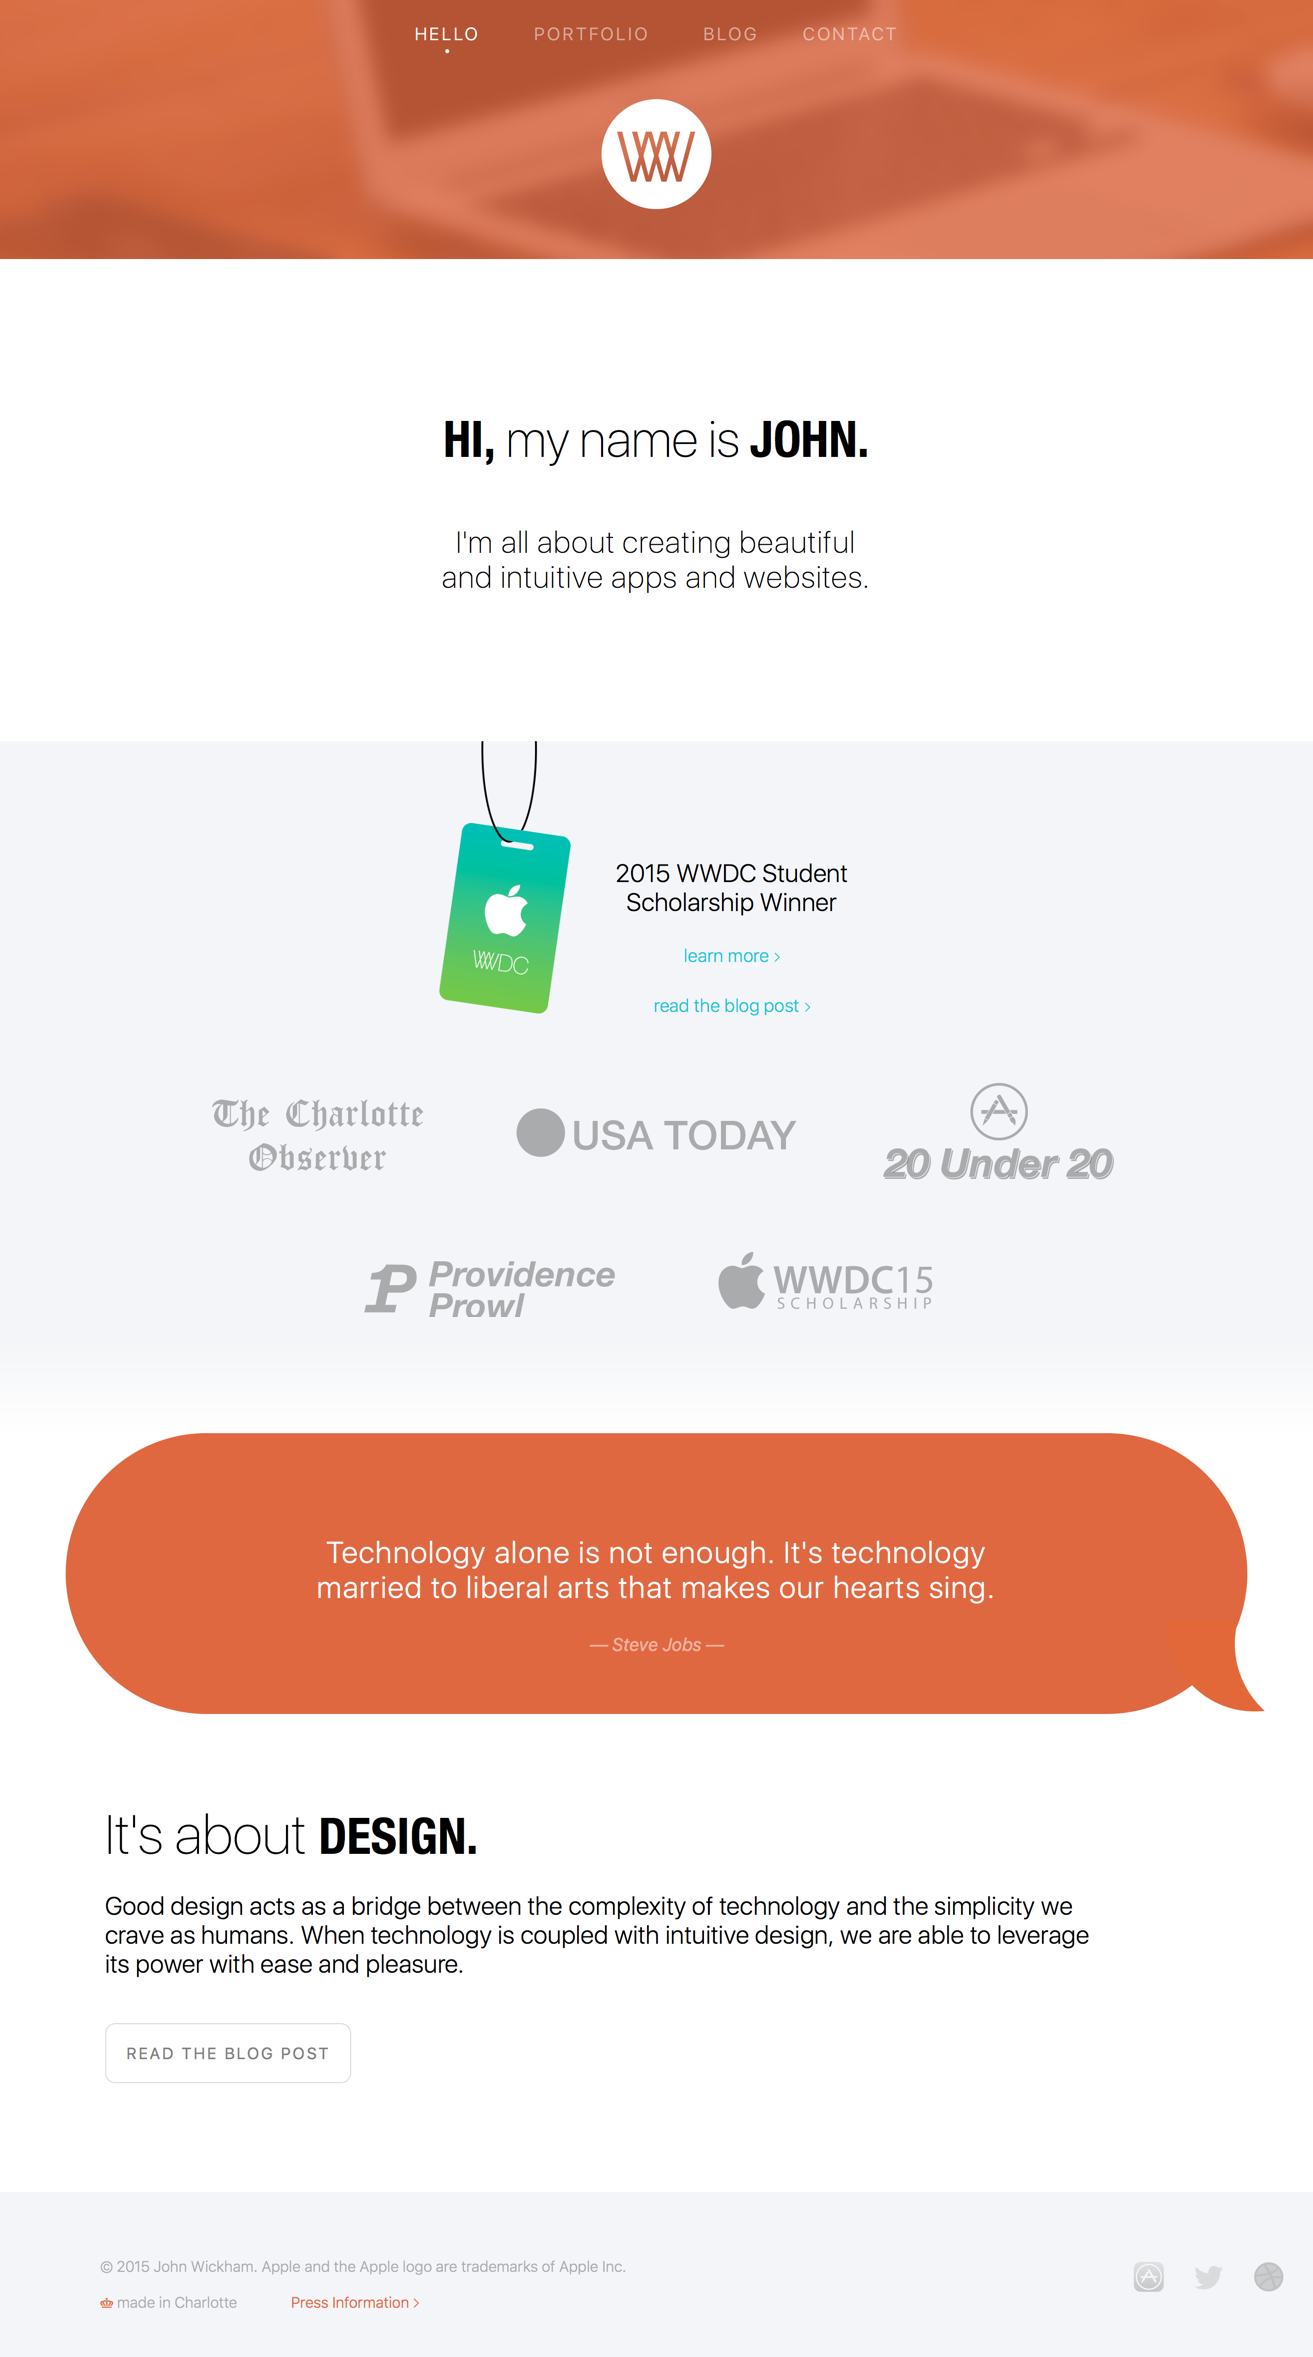 HELLO PORTFOLIO BLOG CONTACT
W
HI, my name is JOHN.
I'm all about creating beautiful
and intuitive apps and websites.
WWDC
2015 WWDC Student
Scholarship Winner
learn more >
read the blog post >
The Charlotte
Observer
USA TODAY
20 Under 20
P Providence
Prowl
WWDC15
SCHOLARSHIP
Technology alone is not enough. It's technology
married to liberal arts that makes our hearts sing.
— Steve Jobs —
It's about DESIGN.
Good design acts as a bridge between the complexity of technology and the simplicity we
crave as humans. When technology is coupled with intuitive design, we are able to leverage
its power with ease and pleasure.
READ THE BLOG POST
© 2015 John Wickham. Apple and the Apple logo are trademarks of Apple Inc.
made in Charlotte Press Information >